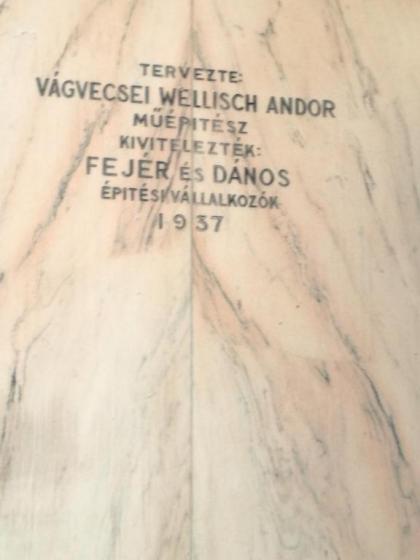 TERVEZTE:
VÁGVECSEI WELLISCH ANDOR
MŰÉPITÉSZ
KIVITELEZTÉK:
FEJÉR ÉS DÁNOS
ÉPITÉSI VÁLLALKOZÓK
1937